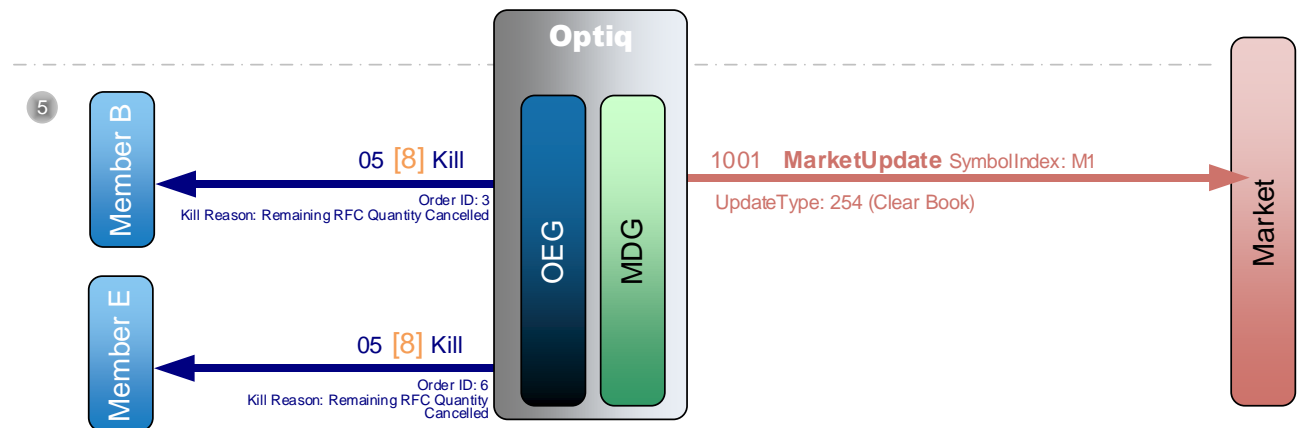 Optiq
5
Member B
05 [8] Kill
Order ID: 3
Kill Reason: Remaining RFC Quantity Cancelled
OEG
MDG
1001 MarketUpdate SymbolIndex: M1
UpdateType: 254 (Clear Book)
Market
Member E
05 [8] Kill
Order ID: 6
Kill Reason: Remaining RFC Quantity
Cancelled